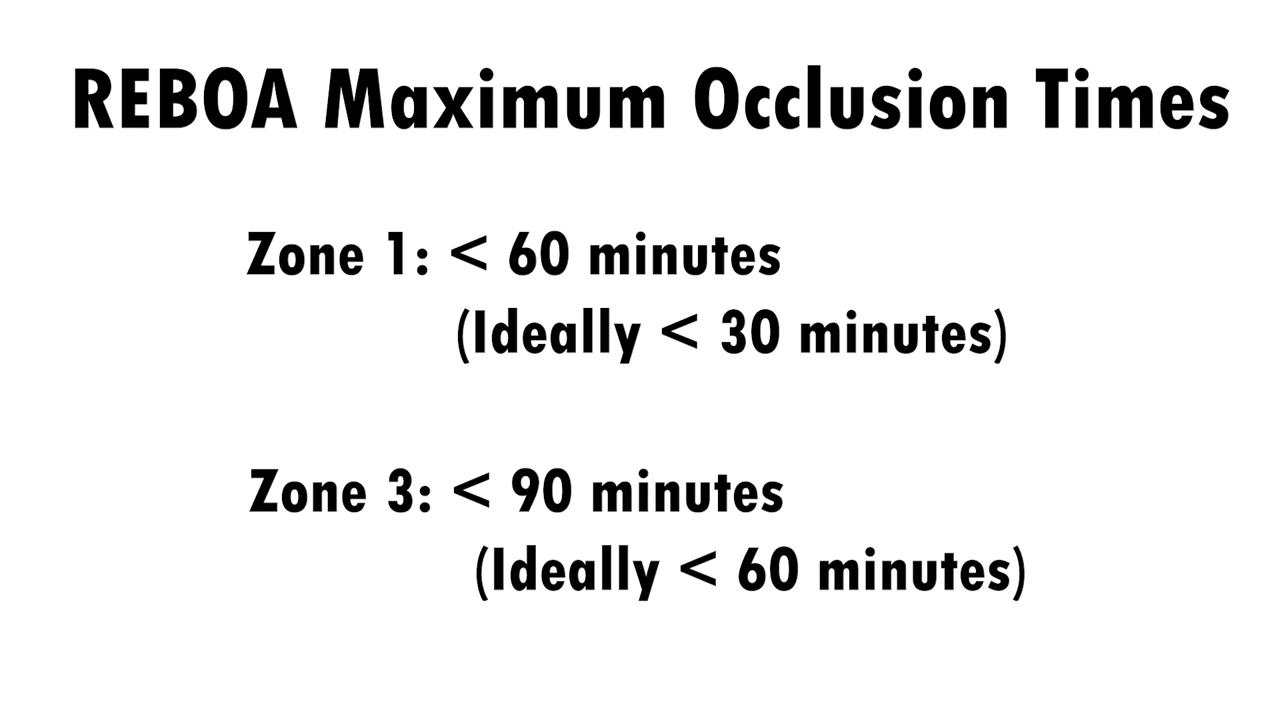 REBOA Maximum Occlusion Times
Zone 1: < 60 minutes
(Ideally < 30 minutes)
Zone 3: < 90 minutes
(Ideally < 60 minutes)